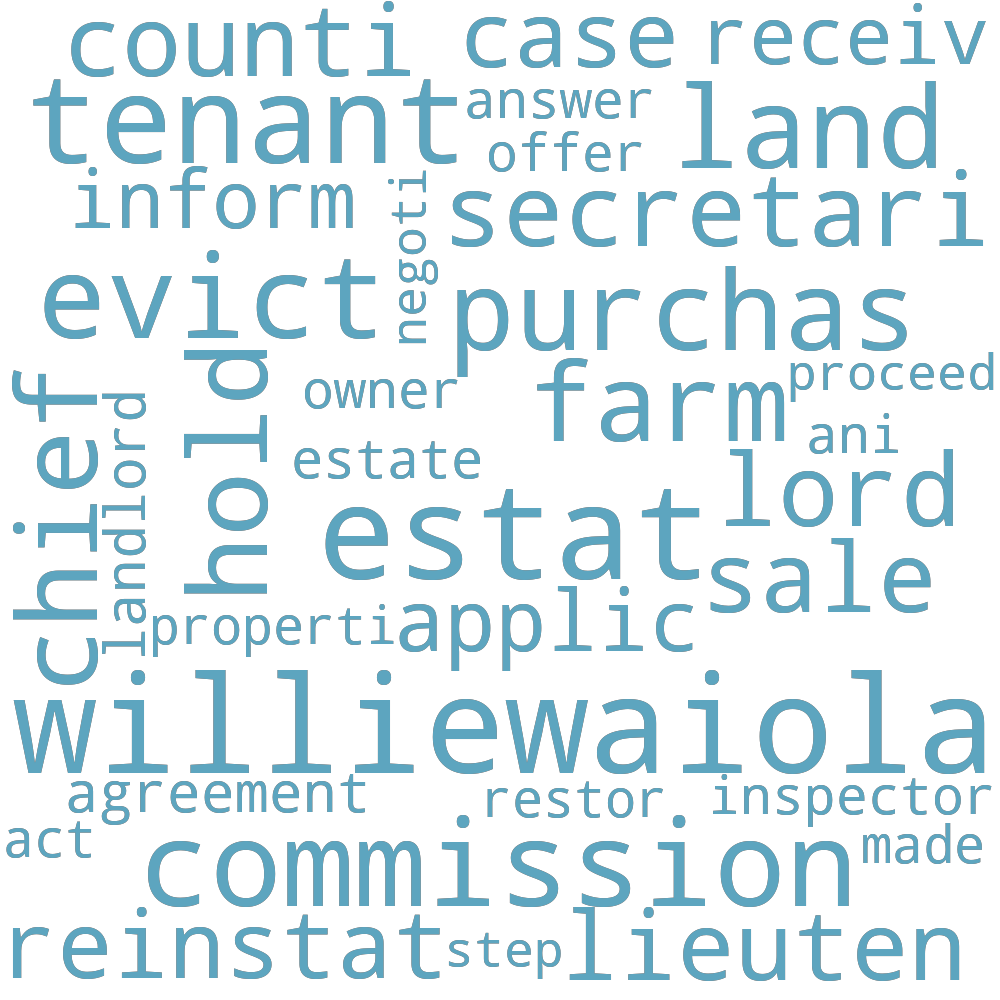 counti case receiv
tenant answer land
offer
inform negoti secretari
evict purchas
hold owner farm proceed
chief landlord estate ani
lord
estat sale
properti applic
williewaiola
agreement restor inspector
act commission made
reinstat step lieuten